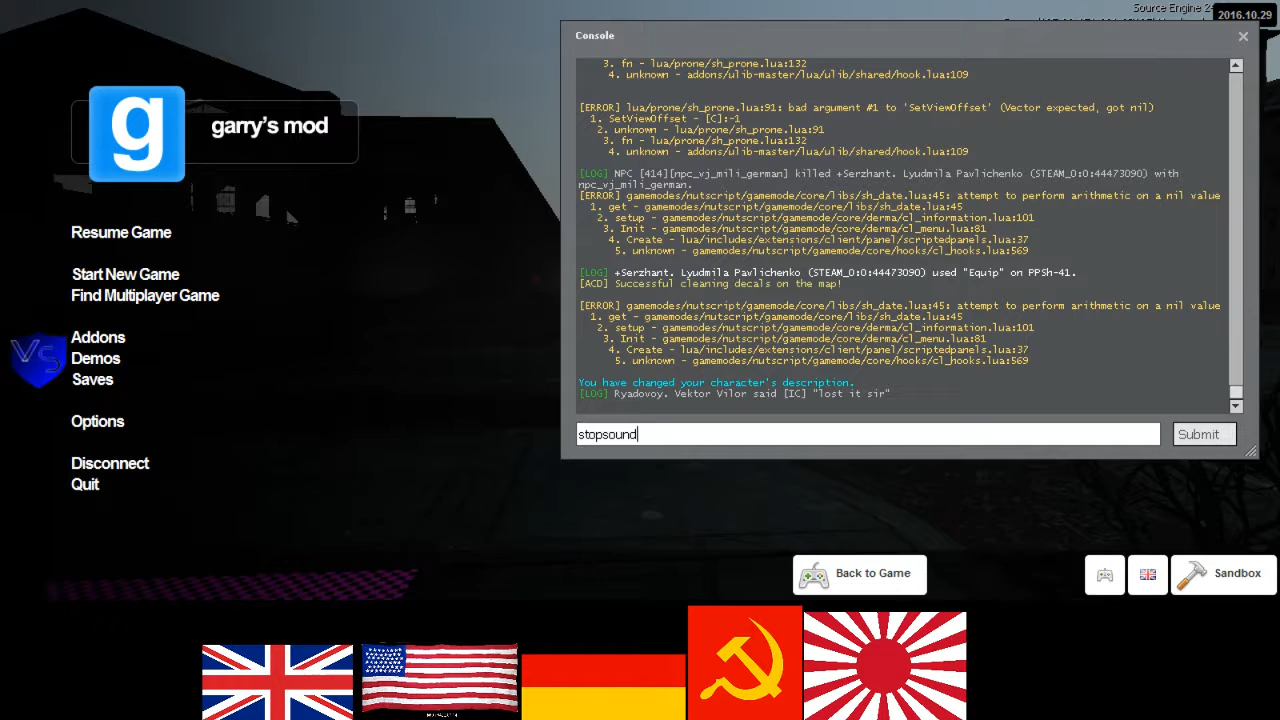 Source Engine 2
2016.10.29
g
garry's mod
Resume Game
Start New Game
Find Multiplayer Game
VS
Addons
Demos
Saves
Options
Disconnect
Quit
Console
3. fn - lua/prone/sh_prone.lua:132
4. unknown - addons/ulib-master/lua/ulib/shared/hook.lua:109
[ERROR] lua/prone/sh_prone.lua:91: bad argument #1 to 'SetViewOffset' (Vector expected, got nil)
1. SetViewOffset - [C]:-1
2. unknown - lua/prone/sh_prone.lua:91
3. fn - lua/prone/sh_prone.lua:132
4. unknown - addons/ulib-master/lua/ulib/shared/hook.lua:109
[LOG] NPC [414][npc_vj_mili_german] killed +Serzhant. Lyudmila Pavlichenko (STEAM_0:0:44473090) with
npc_vj_mili_german.
[ERROR] gamemodes/nutscript/gamemode/core/libs/sh_date.lua:45: attempt to perform arithmetic on a nil value
1. get - gamemodes/nutscript/gamemode/core/libs/sh_date.lua:45
2. setup - gamemodes/nutscript/gamemode/core/derma/cl_information.lua:101
3. Init - gamemodes/nutscript/gamemode/core/derma/cl_menu.lua:81
4. Create - lua/includes/extensions/client/panel/scriptedpanels.lua:37
5. unknown - gamemodes/nutscript/gamemode/core/hooks/cl_hooks.lua:569
[LOG] +Serzhant. Lyudmila Pavlichenko (STEAM_0:0:44473090) used "Equip" on PPSh-41.
[ACD] Successful cleaning decals on the map!
[ERROR] gamemodes/nutscript/gamemode/core/libs/sh_date.lua:45: attempt to perform arithmetic on a nil value
1. get - gamemodes/nutscript/gamemode/core/libs/sh_date.lua:45
2. setup - gamemodes/nutscript/gamemode/core/derma/cl_information.lua:101
3. Init - gamemodes/nutscript/gamemode/core/derma/cl_menu.lua:81
4. Create - lua/includes/extensions/client/panel/scriptedpanels.lua:37
5. unknown - gamemodes/nutscript/gamemode/core/hooks/cl_hooks.lua:569
You have changed your character's description.
[LOG] Ryadovoy. Vektor Vilor said [IC] "lost it sir"
stopsound
Submit
Back to Game
Sandbox